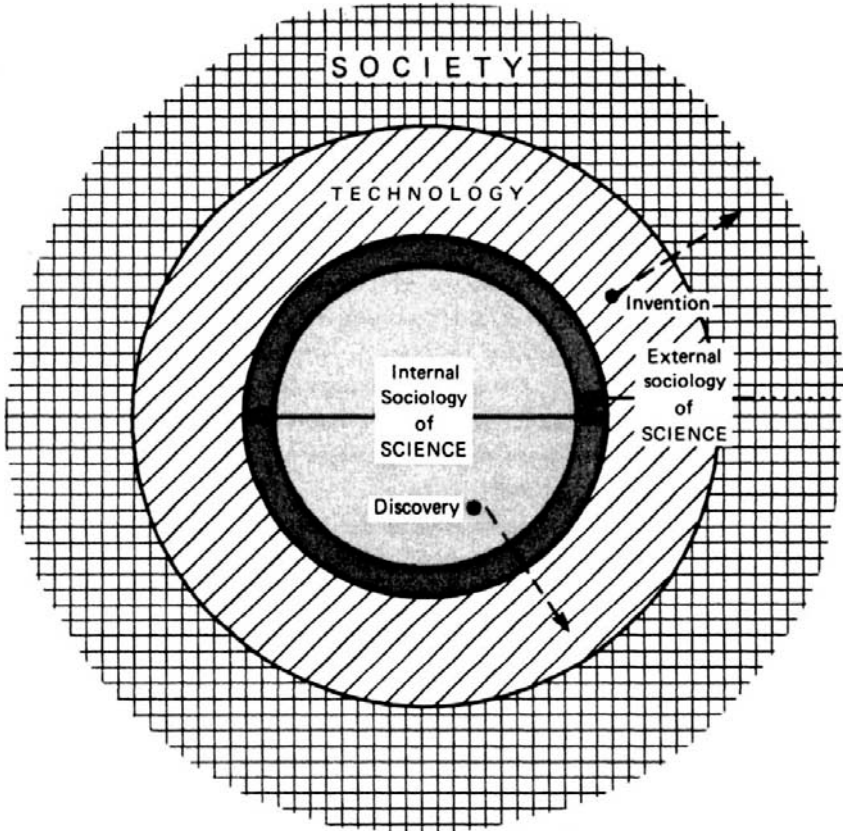 SOCIETY
TECHNOLOGY
Invention
External
sociology
of
SCIENCE
Internal
Sociology
of
SCIENCE
Discovery